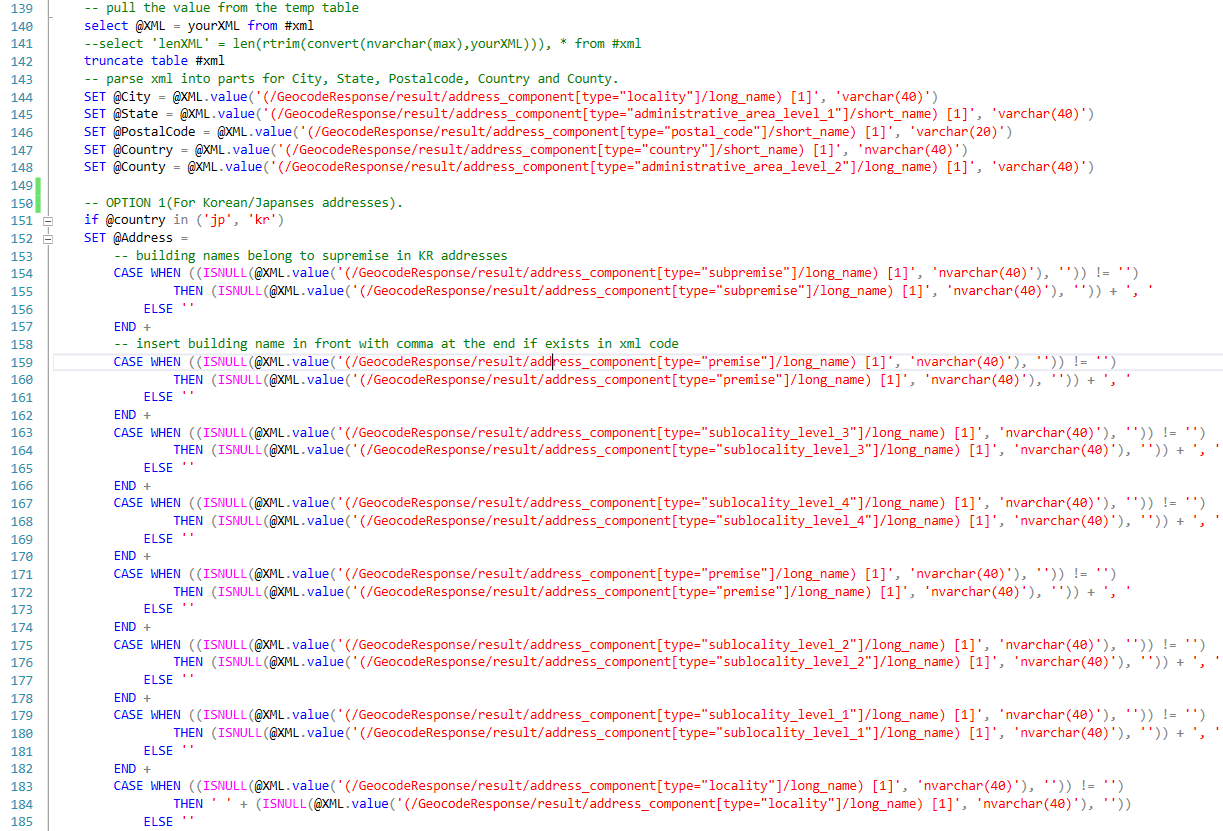 139 -- pull the value from the temp table
140 select @XML = yourXML from #xml
141 --select 'lenXML' = len(rtrim(convert(nvarchar(max),yourXML))), * from #xml
142 truncate table #xml
143 -- parse xml into parts for City, State, Postalcode, Country and County.
144 SET @City = @XML.value('(/GeocodeResponse/result/address_component[type="locality"]/long_name) [1]', 'varchar(40)')
145 SET @State = @XML.value('(/GeocodeResponse/result/address_component[type="administrative_area_level_1"]/short_name) [1]', 'varchar(40)')
146 SET @PostalCode = @XML.value('(/GeocodeResponse/result/address_component[type="postal_code"]/short_name) [1]', 'varchar(20)')
147 SET @Country = @XML.value('(/GeocodeResponse/result/address_component[type="country"]/short_name) [1]', 'nvarchar(40)')
148 SET @County = @XML.value('(/GeocodeResponse/result/address_component[type="administrative_area_level_2"]/long_name) [1]', 'varchar(40)')
149
150 -- OPTION 1(For Korean/Japanses addresses).
151 if @country in ('jp', 'kr')
152 SET @Address =
153 -- building names belong to supremise in KR addresses
154 CASE WHEN ((ISNULL(@XML.value('(/GeocodeResponse/result/address_component[type="subpremise"]/long_name) [1]', 'nvarchar(40)'), '')) != '')
155 THEN (ISNULL(@XML.value('(/GeocodeResponse/result/address_component[type="subpremise"]/long_name) [1]', 'nvarchar(40)'), '')) + ', '
156 ELSE ''
157 END +
158 -- insert building name in front with comma at the end if exists in xml code
159 CASE WHEN ((ISNULL(@XML.value('(/GeocodeResponse/result/address_component[type="premise"]/long_name) [1]', 'nvarchar(40)'), '')) != '')
160 THEN (ISNULL(@XML.value('(/GeocodeResponse/result/address_component[type="premise"]/long_name) [1]', 'nvarchar(40)'), '')) + ', '
161 ELSE ''
162 END +
163 CASE WHEN ((ISNULL(@XML.value('(/GeocodeResponse/result/address_component[type="sublocality_level_3"]/long_name) [1]', 'nvarchar(40)'), '')) != '')
164 THEN (ISNULL(@XML.value('(/GeocodeResponse/result/address_component[type="sublocality_level_3"]/long_name) [1]', 'nvarchar(40)'), '')) + ', '
165 ELSE ''
166 END +
167 CASE WHEN ((ISNULL(@XML.value('(/GeocodeResponse/result/address_component[type="sublocality_level_4"]/long_name) [1]', 'nvarchar(40)'), '')) != '')
168 THEN (ISNULL(@XML.value('(/GeocodeResponse/result/address_component[type="sublocality_level_4"]/long_name) [1]', 'nvarchar(40)'), '')) + ', '
169 ELSE ''
170 END +
171 CASE WHEN ((ISNULL(@XML.value('(/GeocodeResponse/result/address_component[type="premise"]/long_name) [1]', 'nvarchar(40)'), '')) != '')
172 THEN (ISNULL(@XML.value('(/GeocodeResponse/result/address_component[type="premise"]/long_name) [1]', 'nvarchar(40)'), '')) + ', '
173 ELSE ''
174 END +
175 CASE WHEN ((ISNULL(@XML.value('(/GeocodeResponse/result/address_component[type="sublocality_level_2"]/long_name) [1]', 'nvarchar(40)'), '')) != '')
176 THEN (ISNULL(@XML.value('(/GeocodeResponse/result/address_component[type="sublocality_level_2"]/long_name) [1]', 'nvarchar(40)'), '')) + ', '
177 ELSE ''
178 END +
179 CASE WHEN ((ISNULL(@XML.value('(/GeocodeResponse/result/address_component[type="sublocality_level_1"]/long_name) [1]', 'nvarchar(40)'), '')) != '')
180 THEN (ISNULL(@XML.value('(/GeocodeResponse/result/address_component[type="sublocality_level_1"]/long_name) [1]', 'nvarchar(40)'), '')) + ', '
181 ELSE ''
182 END +
183 CASE WHEN ((ISNULL(@XML.value('(/GeocodeResponse/result/address_component[type="locality"]/long_name) [1]', 'nvarchar(40)'), '')) != '')
184 THEN ' ' + (ISNULL(@XML.value('(/GeocodeResponse/result/address_component[type="locality"]/long_name) [1]', 'nvarchar(40)'), ''))
185 ELSE ''